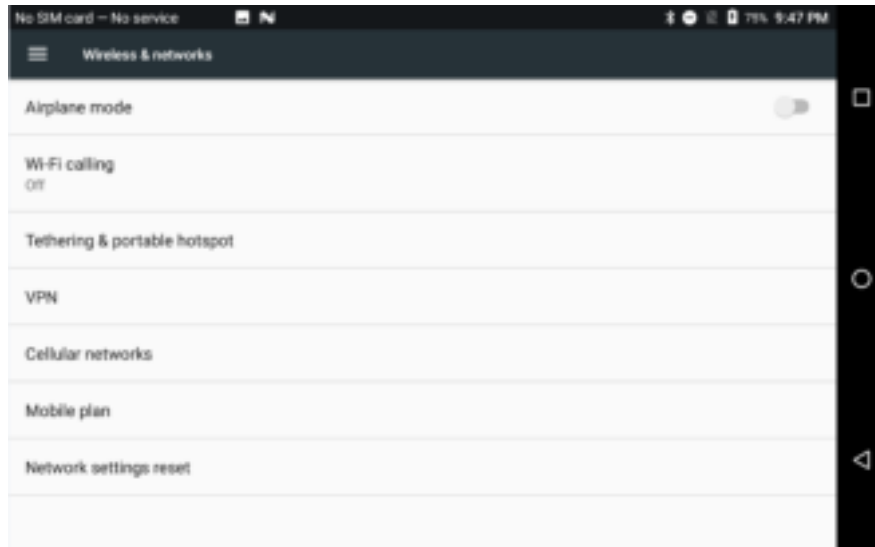 No SIM card — No service 79% 9:47 PM
Wireless & networks
Airplane mode
Wi-Fi calling
Off
Tethering & portable hotspot
VPN
Cellular networks
Mobile plan
Network settings reset